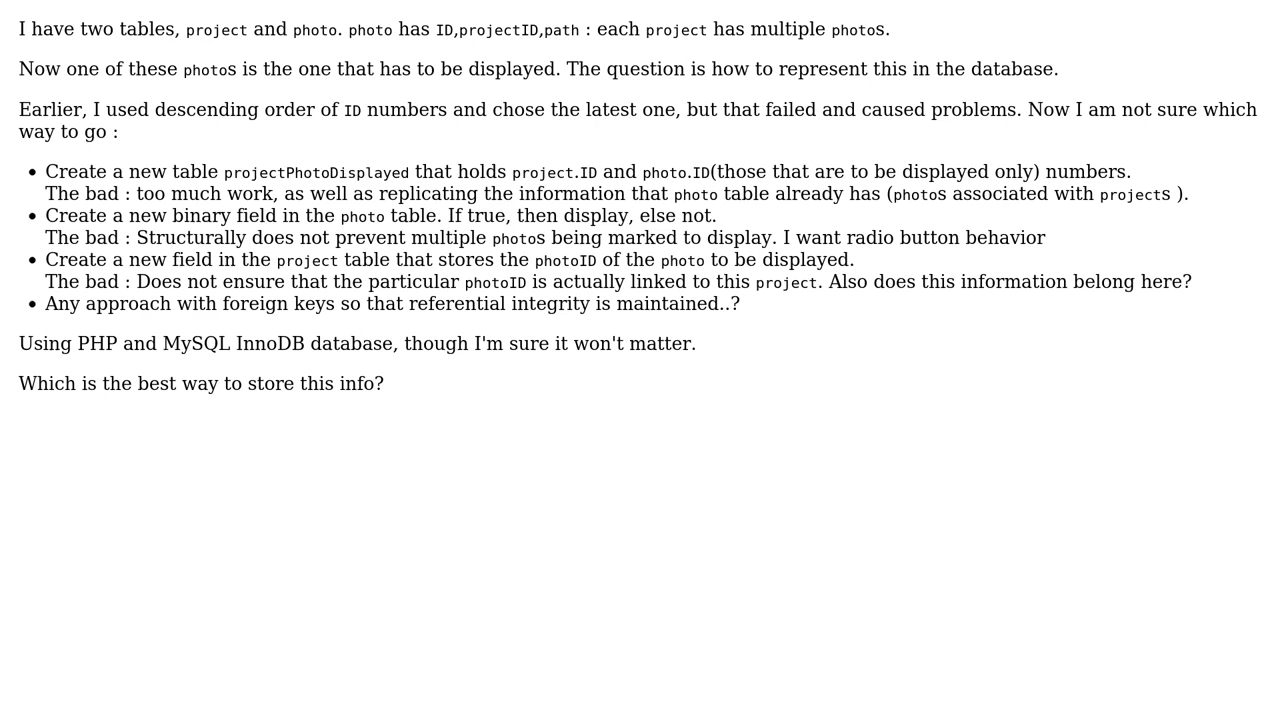 I have two tables, project and photo. photo has ID,projectID,path : each project has multiple photos.
Now one of these photos is the one that has to be displayed. The question is how to represent this in the database.
Earlier, I used descending order of ID numbers and chose the latest one, but that failed and caused problems. Now I am not sure which
way to go :
• Create a new table projectPhotoDisplayed that holds project.ID and photo.ID(those that are to be displayed only) numbers.
The bad : too much work, as well as replicating the information that photo table already has (photos associated with projects ).
• Create a new binary field in the photo table. If true, then display, else not.
The bad : Structurally does not prevent multiple photos being marked to display. I want radio button behavior
• Create a new field in the project table that stores the photoID of the photo to be displayed.
The bad : Does not ensure that the particular photoID is actually linked to this project. Also does this information belong here?
• Any approach with foreign keys so that referential integrity is maintained..?
Using PHP and MySQL InnoDB database, though I'm sure it won't matter.
Which is the best way to store this info?